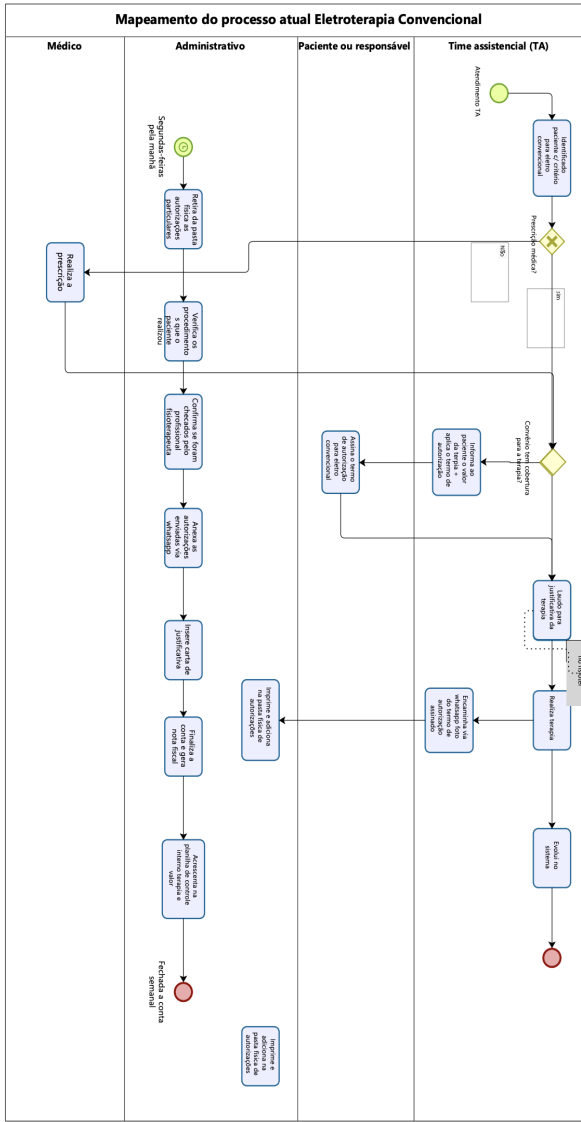 Mapeamento do processo atual Eletroterapia Convencional
Médico
Administrativo
Paciente ou responsável
Time assistencial (TA)
Atendimento TA
Identificado
paciente c/ critério
para eletro
convencional
Prescrição médica?
Não
Sim
Realiza a
prescrição
Convênio tem cobertura
para a terapia?
Informa ao
paciente o valor
da terpia +
aplica o termo de
autorização
Assina o termo
de autorização
para eletro
convencional
Laudo para
justificativa da
terapia
Realiza terapia
Encaminha via
whatsapp foto
do termo de
autorização
assinado
Imprime e adiciona
na pasta física de
autorizações
Evolui no
sistema
Segundas-feiras
pela manhã
Retira da pasta
física as
autorizações
particulares
Verifica os
procedimento
s que o
paciente
realizou
Confirma se foram
checados pelo
profissional
fisioterapeuta
Anexa as
autorizações
enviadas via
whatsapp
Insere carta de
justificativa
Finaliza a
conta e gera
nota fiscal
Acrescenta na
planilha de controle
interno terapia e
valor
Fechada a conta
semanal
Imprime e
adiciona na
pasta física de
autorizações